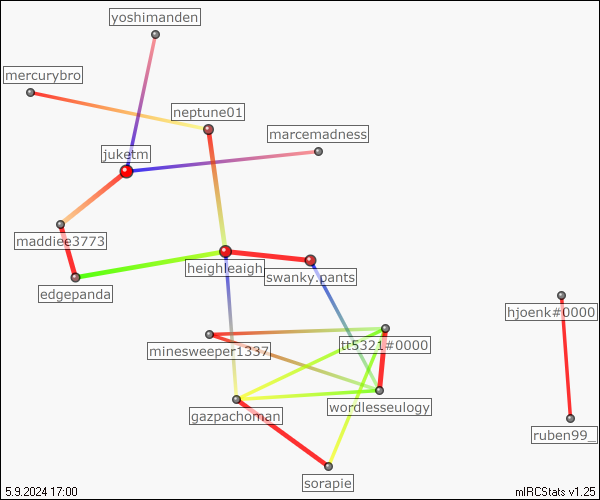 yoshimanden
mercurybro
neptune01
marcemadness
juketm
maddiee3773
heighleaigh
swanky.pants
edgepanda
hjoenk#0000
tt5321#0000
minesweeper1337
wordlesseulogy
gazpachoman
ruben99_
sorapie
5.9.2024 17:00
mIRCStats v1.25